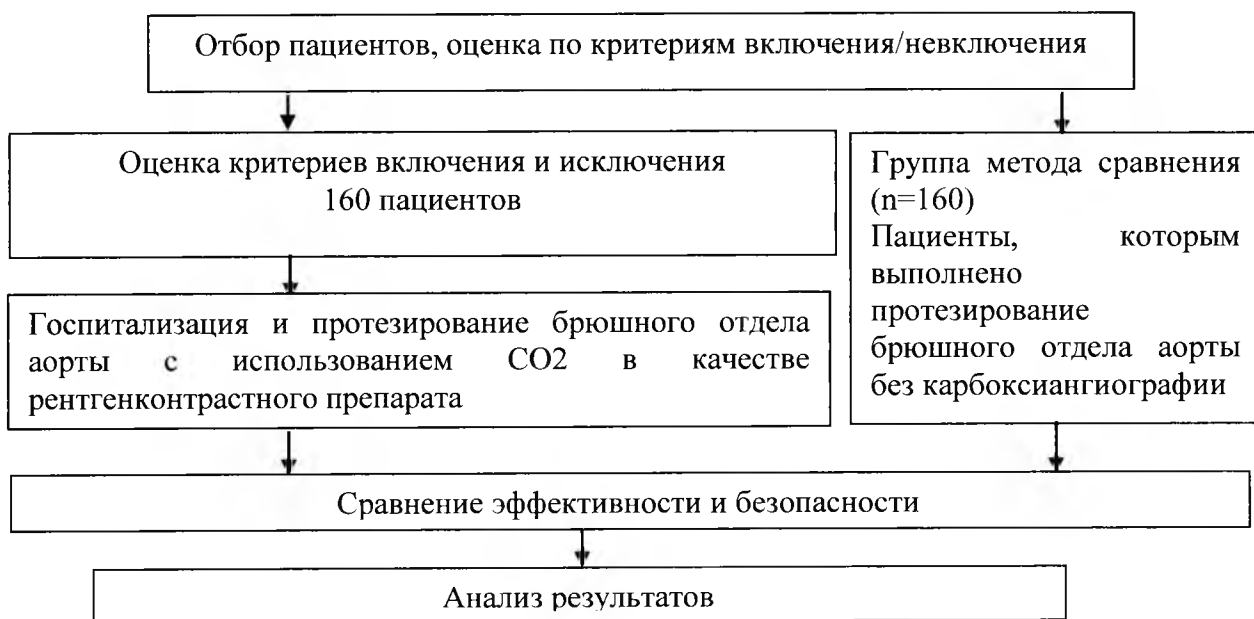 Отбор пациентов, оценка по критериям включения/невключения
Оценка критериев включения и исключения
160 пациентов
Группа метода сравнения
(n=160)
Пациенты, которым
выполнено
протезирование
брюшного отдела аорты
без карбоксиангиографии
Госпитализация и протезирование брюшного отдела
аорты с использованием СО2 в качестве
рентгенконтрастного препарата
Сравнение эффективности и безопасности
Анализ результатов